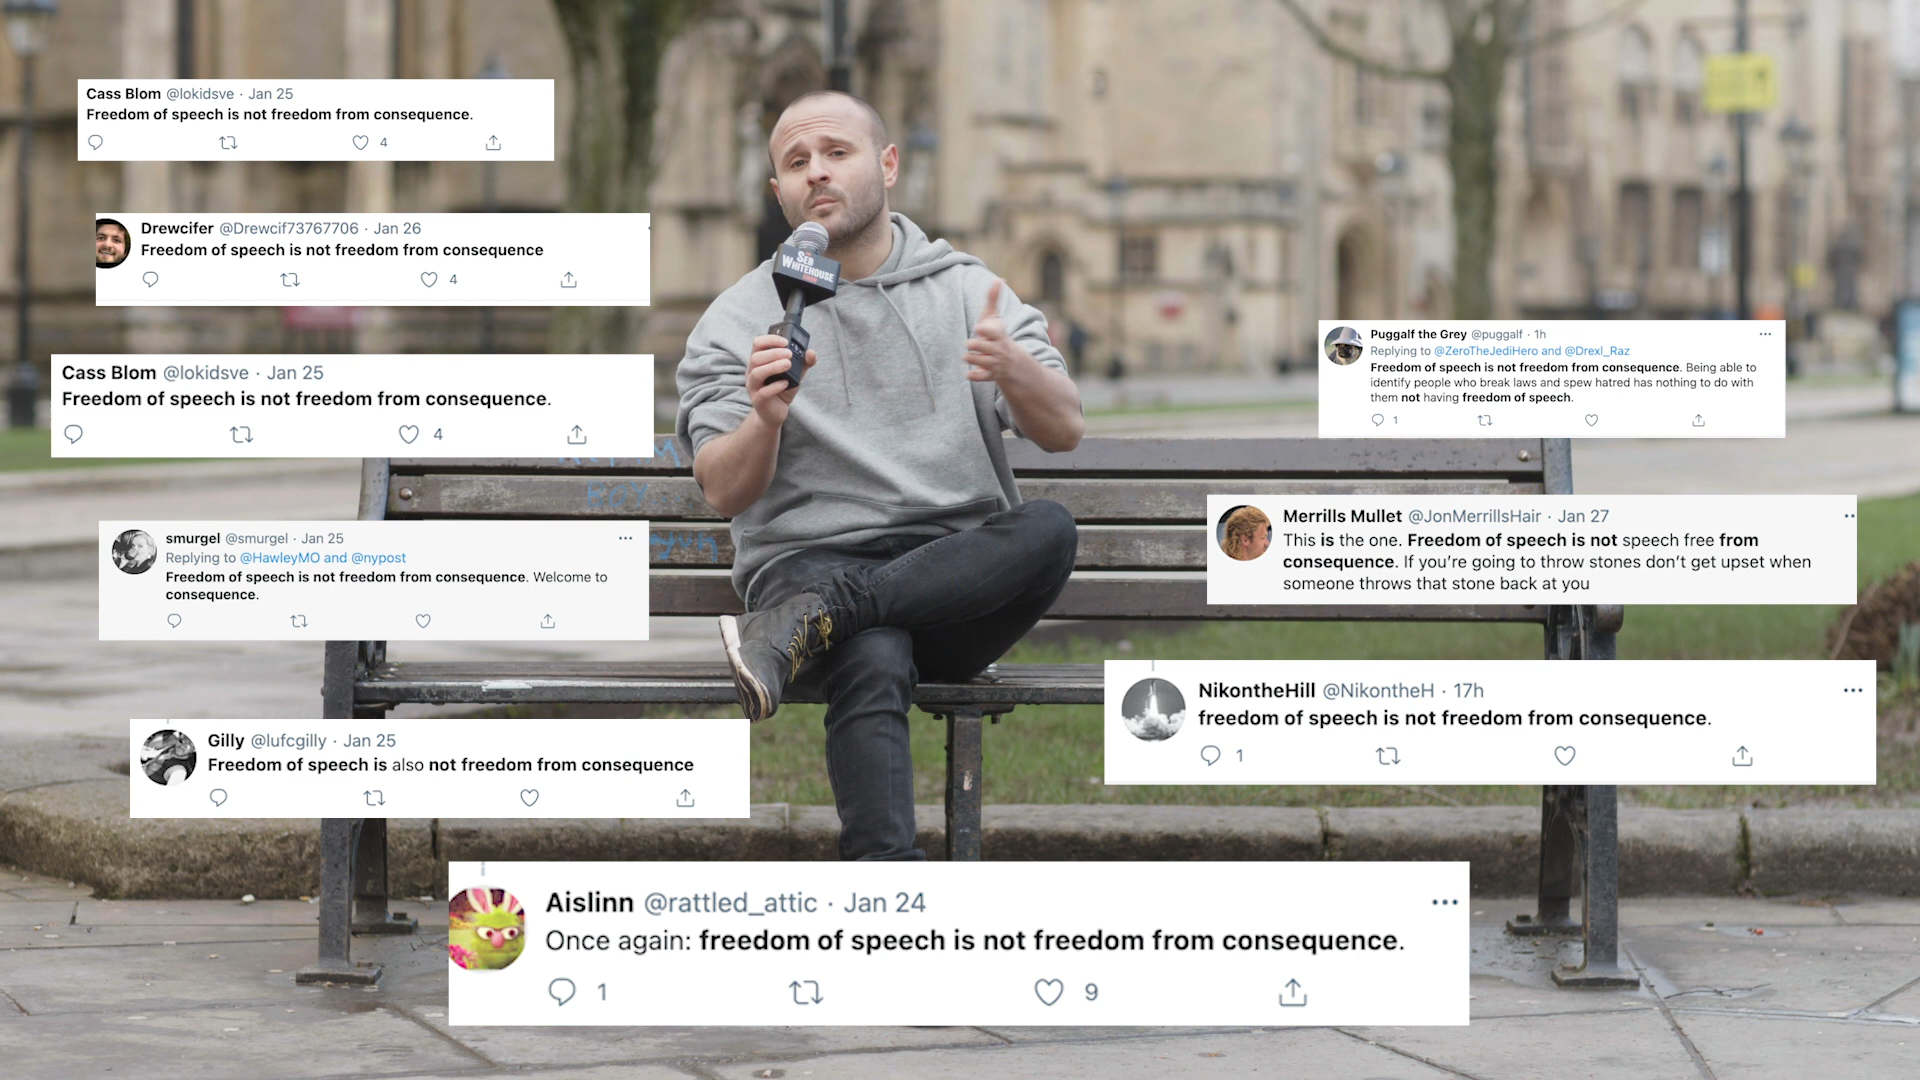 Cass Blom @lokidsve · Jan 25
Freedom of speech is not freedom from consequence.
4
Drewcifer @Drewcif73767706 · Jan 26
Freedom of speech is not freedom from consequence
4
Cass Blom @lokidsve · Jan 25
Freedom of speech is not freedom from consequence.
4
smurgel @smurgel · Jan 25
Replying to @HawleyMO and @nypost
Freedom of speech is not freedom from consequence. Welcome to
consequence.
Gilly @lufcgilly · Jan 25
Freedom of speech is also not freedom from consequence
SEB
WHITEHOUSE
Puggalf the Grey @puggalf · 1h
Replying to @ZeroTheJediHero and @Drexl_Raz
Freedom of speech is not freedom from consequence. Being able to
identify people who break laws and spew hatred has nothing to do with
them not having freedom of speech.
1
Merrills Mullet @JonMerrillsHair · Jan 27
This is the one. Freedom of speech is not speech free from
consequence. If you’re going to throw stones don’t get upset when
someone throws that stone back at you
NikontheHill @NikontheH · 17h
freedom of speech is not freedom from consequence.
1
Aislinn @rattled_attic · Jan 24
Once again: freedom of speech is not freedom from consequence.
1 9